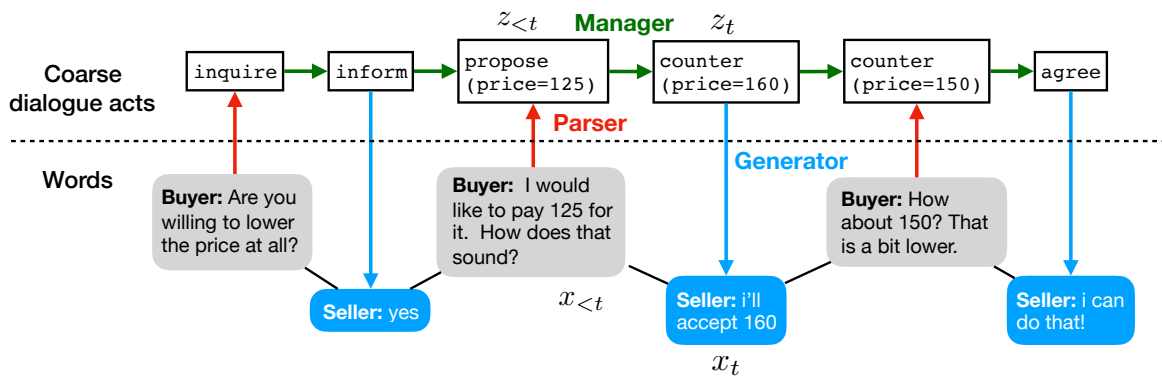 z<t
Manager
z_t
Coarse
dialogue acts
inquire
inform
propose
(price=125)
counter
(price=160)
counter
(price=150)
agree
Parser
Generator
Words
Buyer: Are you
willing to lower
the price at all?
Buyer: I would
like to pay 125 for
it. How does that
sound?
Buyer: How
about 150? That
is a bit lower.
Seller: yes
x<t
Seller: i'll
accept 160
x_t
Seller: i can
do that!